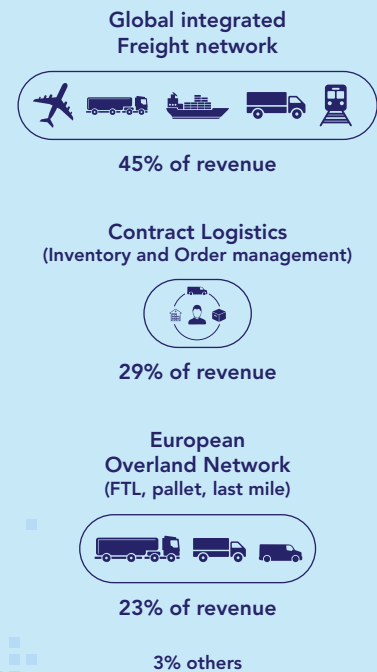 Global integrated
Freight network
45% of revenue
Contract Logistics
(Inventory and Order management)
29% of revenue
European
Overland Network
(FTL, pallet, last mile)
23% of revenue
3% others